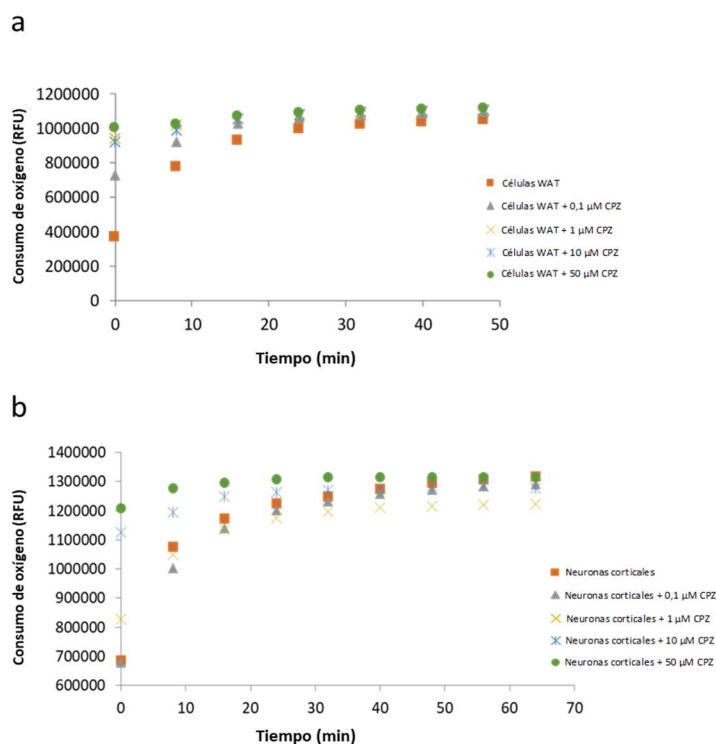 a
Consumo de oxígeno (RFU)
1200000
1000000
800000
600000
400000
200000
0
0 10 20 30 40 50
Tiempo (min)
Células WAT
Células WAT + 0,1 µM CPZ
Células WAT + 1 µM CPZ
Células WAT + 10 µM CPZ
Células WAT + 50 µM CPZ
b
Consumo de oxígeno (RFU)
1400000
1300000
1200000
1100000
1000000
900000
800000
700000
600000
0 10 20 30 40 50 60 70
Tiempo (min)
Neuronas corticales
Neuronas corticales + 0,1 µM CPZ
Neuronas corticales + 1 µM CPZ
Neuronas corticales + 10 µM CPZ
Neuronas corticales + 50 µM CPZ